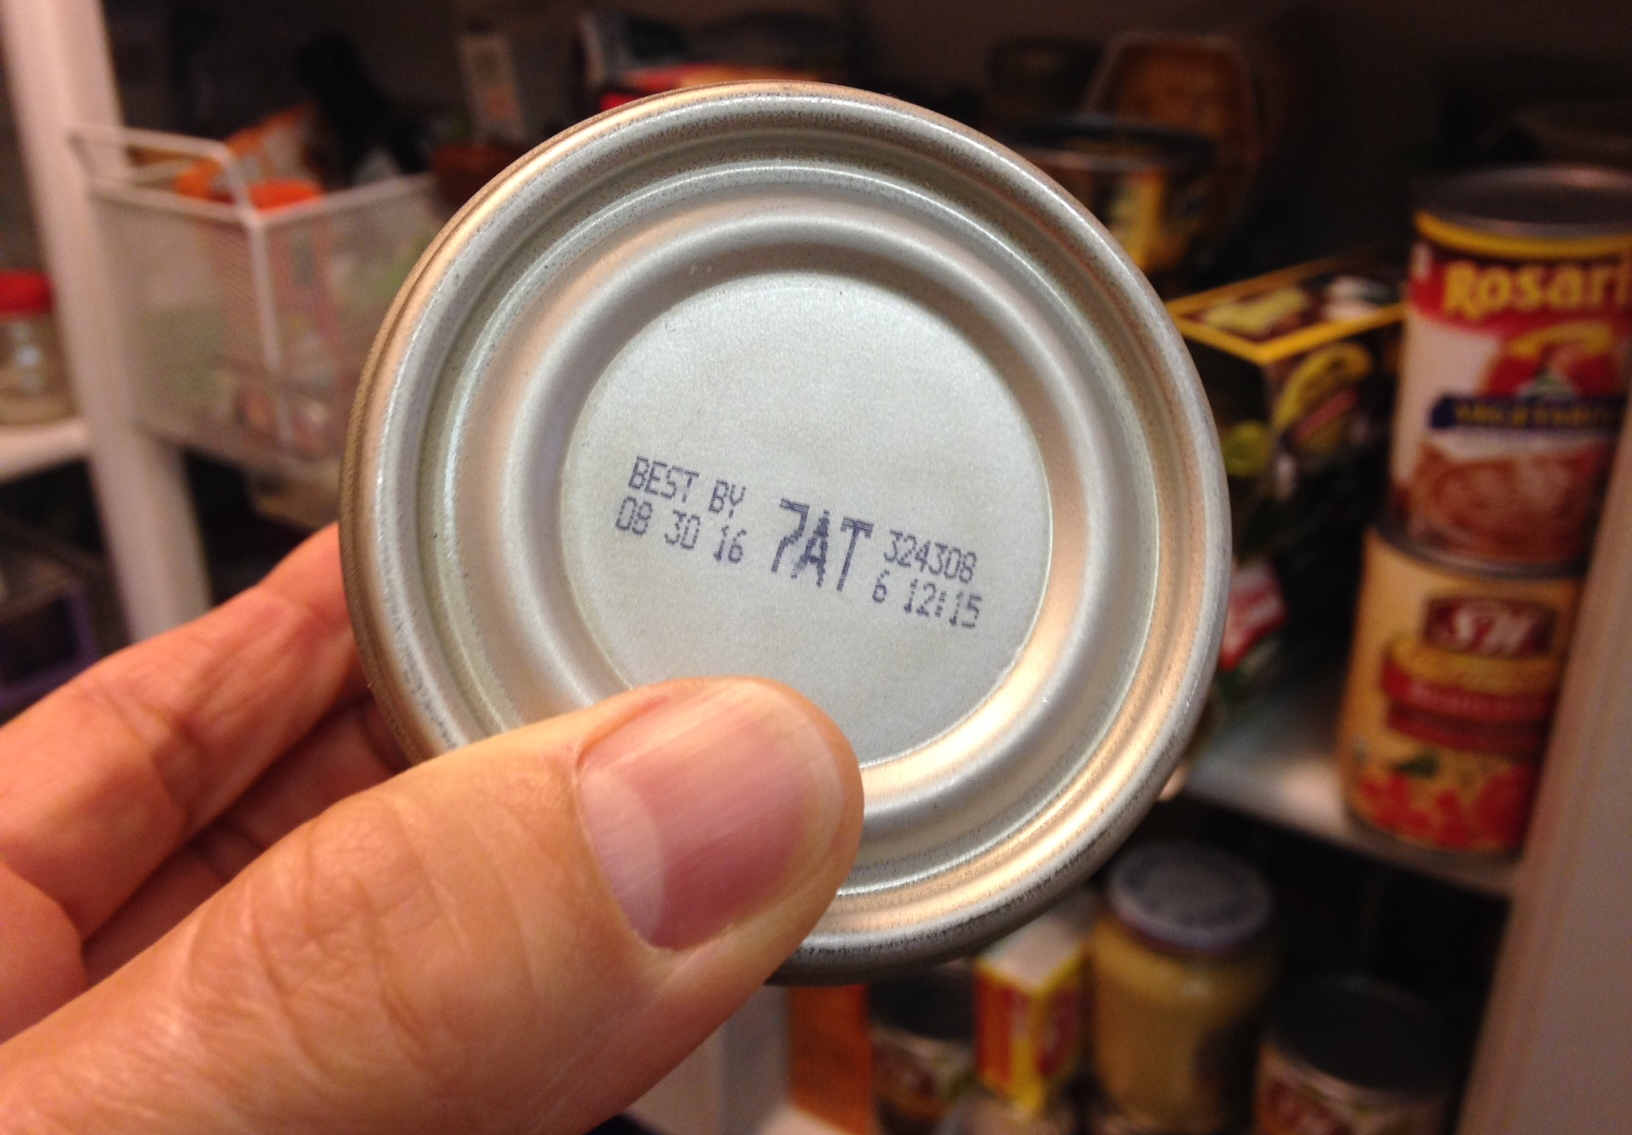 BEST BY
08 30 16
7AT
324308
6 12:15
Rosari
S&W